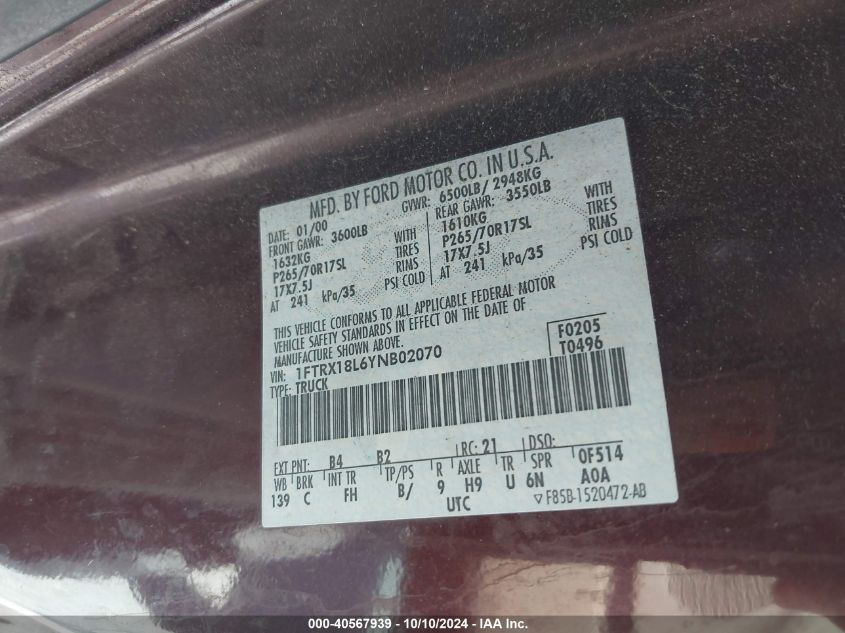 MFD. BY FORD MOTOR CO. IN U.S.A.
DATE: 01/00 GVWR: 6500LB/ 2948KG
FRONT GAWR: 3600LB REAR GAWR: 3550LB
1632KG WITH 1610KG WITH
P265/70R17SL TIRES P265/70R17SL TIRES
17X7.5J RIMS 17X7.5J RIMS
AT 241 kPa/35 PSI COLD AT 241 kPa/35 PSI COLD
THIS VEHICLE CONFORMS TO ALL APPLICABLE FEDERAL MOTOR
VEHICLE SAFETY STANDARDS IN EFFECT ON THE DATE OF
MANUFACTURE SHOWN ABOVE.
F0205
VIN: 1FTRX18L6YNB02070 T0496
TYPE: TRUCK
EXT PNT: B4 B2 RC: 21 DSO:
WB BRK INT TR TP/PS R AXLE TR SPR 0F514
139 C FH B/ 9 H9 U 6N A0A
UTC F85B-1520472-AB
000-40567939 - 10/10/2024 - IAA Inc.